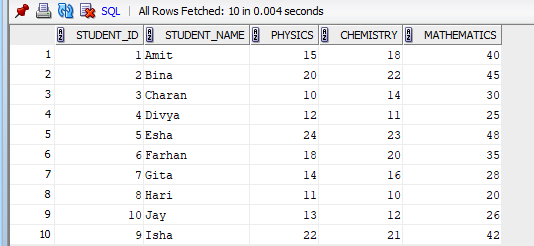 SQL | All Rows Fetched: 10 in 0.004 seconds
STUDENT_ID STUDENT_NAME PHYSICS CHEMISTRY MATHEMATICS
1 1 Amit 15 18 40
2 2 Bina 20 22 45
3 3 Charan 10 14 30
4 4 Divya 12 11 25
5 5 Esha 24 23 48
6 6 Farhan 18 20 35
7 7 Gita 14 16 28
8 8 Hari 11 10 20
9 10 Jay 13 12 26
10 9 Isha 22 21 42